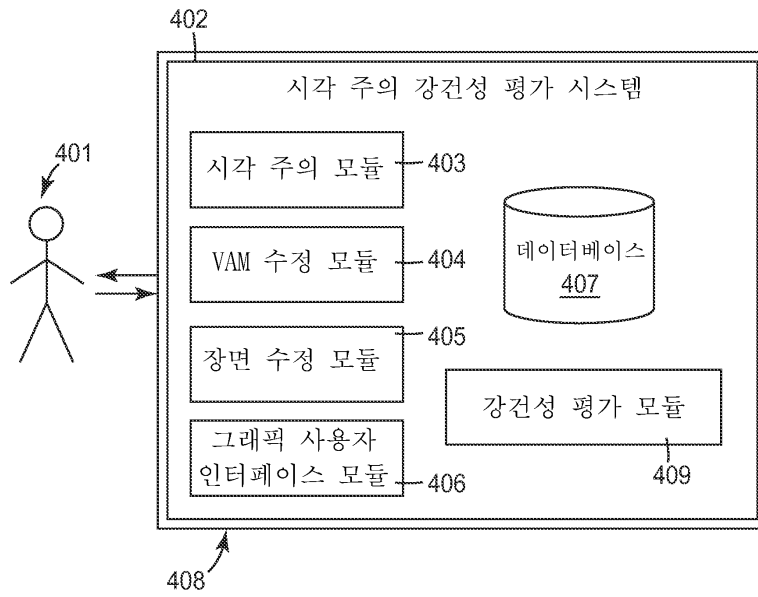 402
시각 주의 강건성 평가 시스템
401
시각 주의 모듈
403
VAM 수정 모듈
404
데이터베이스
407
장면 수정 모듈
405
강건성 평가 모듈
409
그래픽 사용자
인터페이스 모듈
406
408